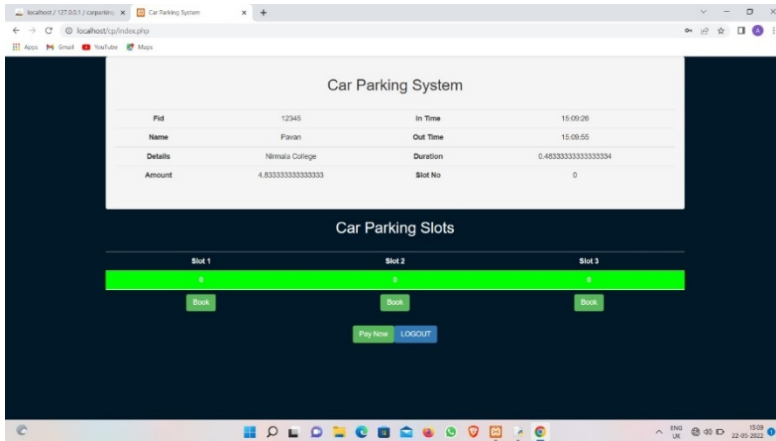 localhost / 127.0.0.1 / carparking
Car Parking System
localhost/cp/index.php
Apps Gmail YouTube Maps
Car Parking System
Fid 12345 In Time 15:09:26
Name Pavan Out Time 15:09:55
Details Nirmala College Duration 0.48333333333333334
Amount 4.833333333333333 Slot No 0
Car Parking Slots
Slot 1 Slot 2 Slot 3
0 0 0
Book Book Book
Pay Now LOGOUT
ENG 15:09
UK 22-05-2022